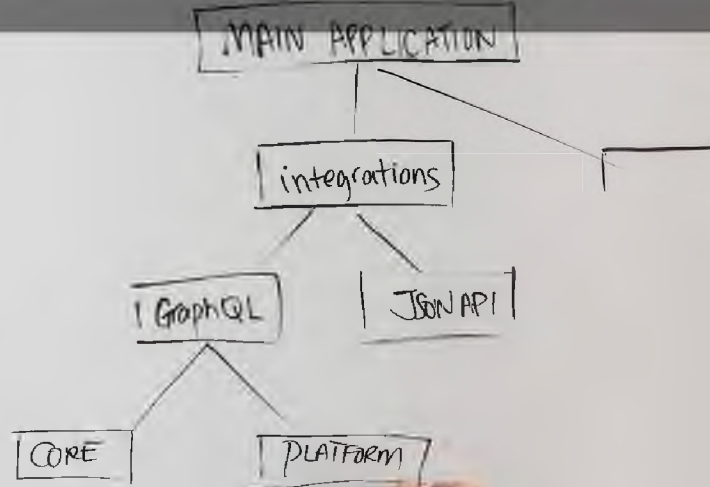 MAIN APPLICATION
integrations
GraphQL
JSON API
CORE
PLATFORM